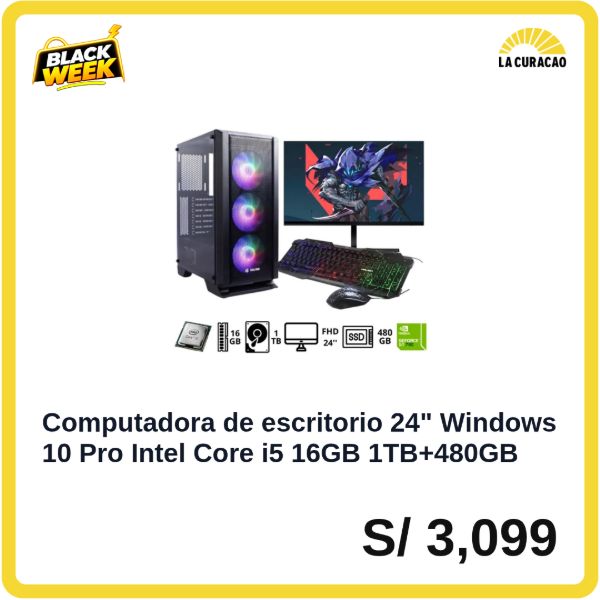 BLACK
WEEK
LA CURACAO
16
GB
1
TB
FHD
24"
SSD
480
GB
Computadora de escritorio 24" Windows
10 Pro Intel Core i5 16GB 1TB+480GB
S/ 3,099